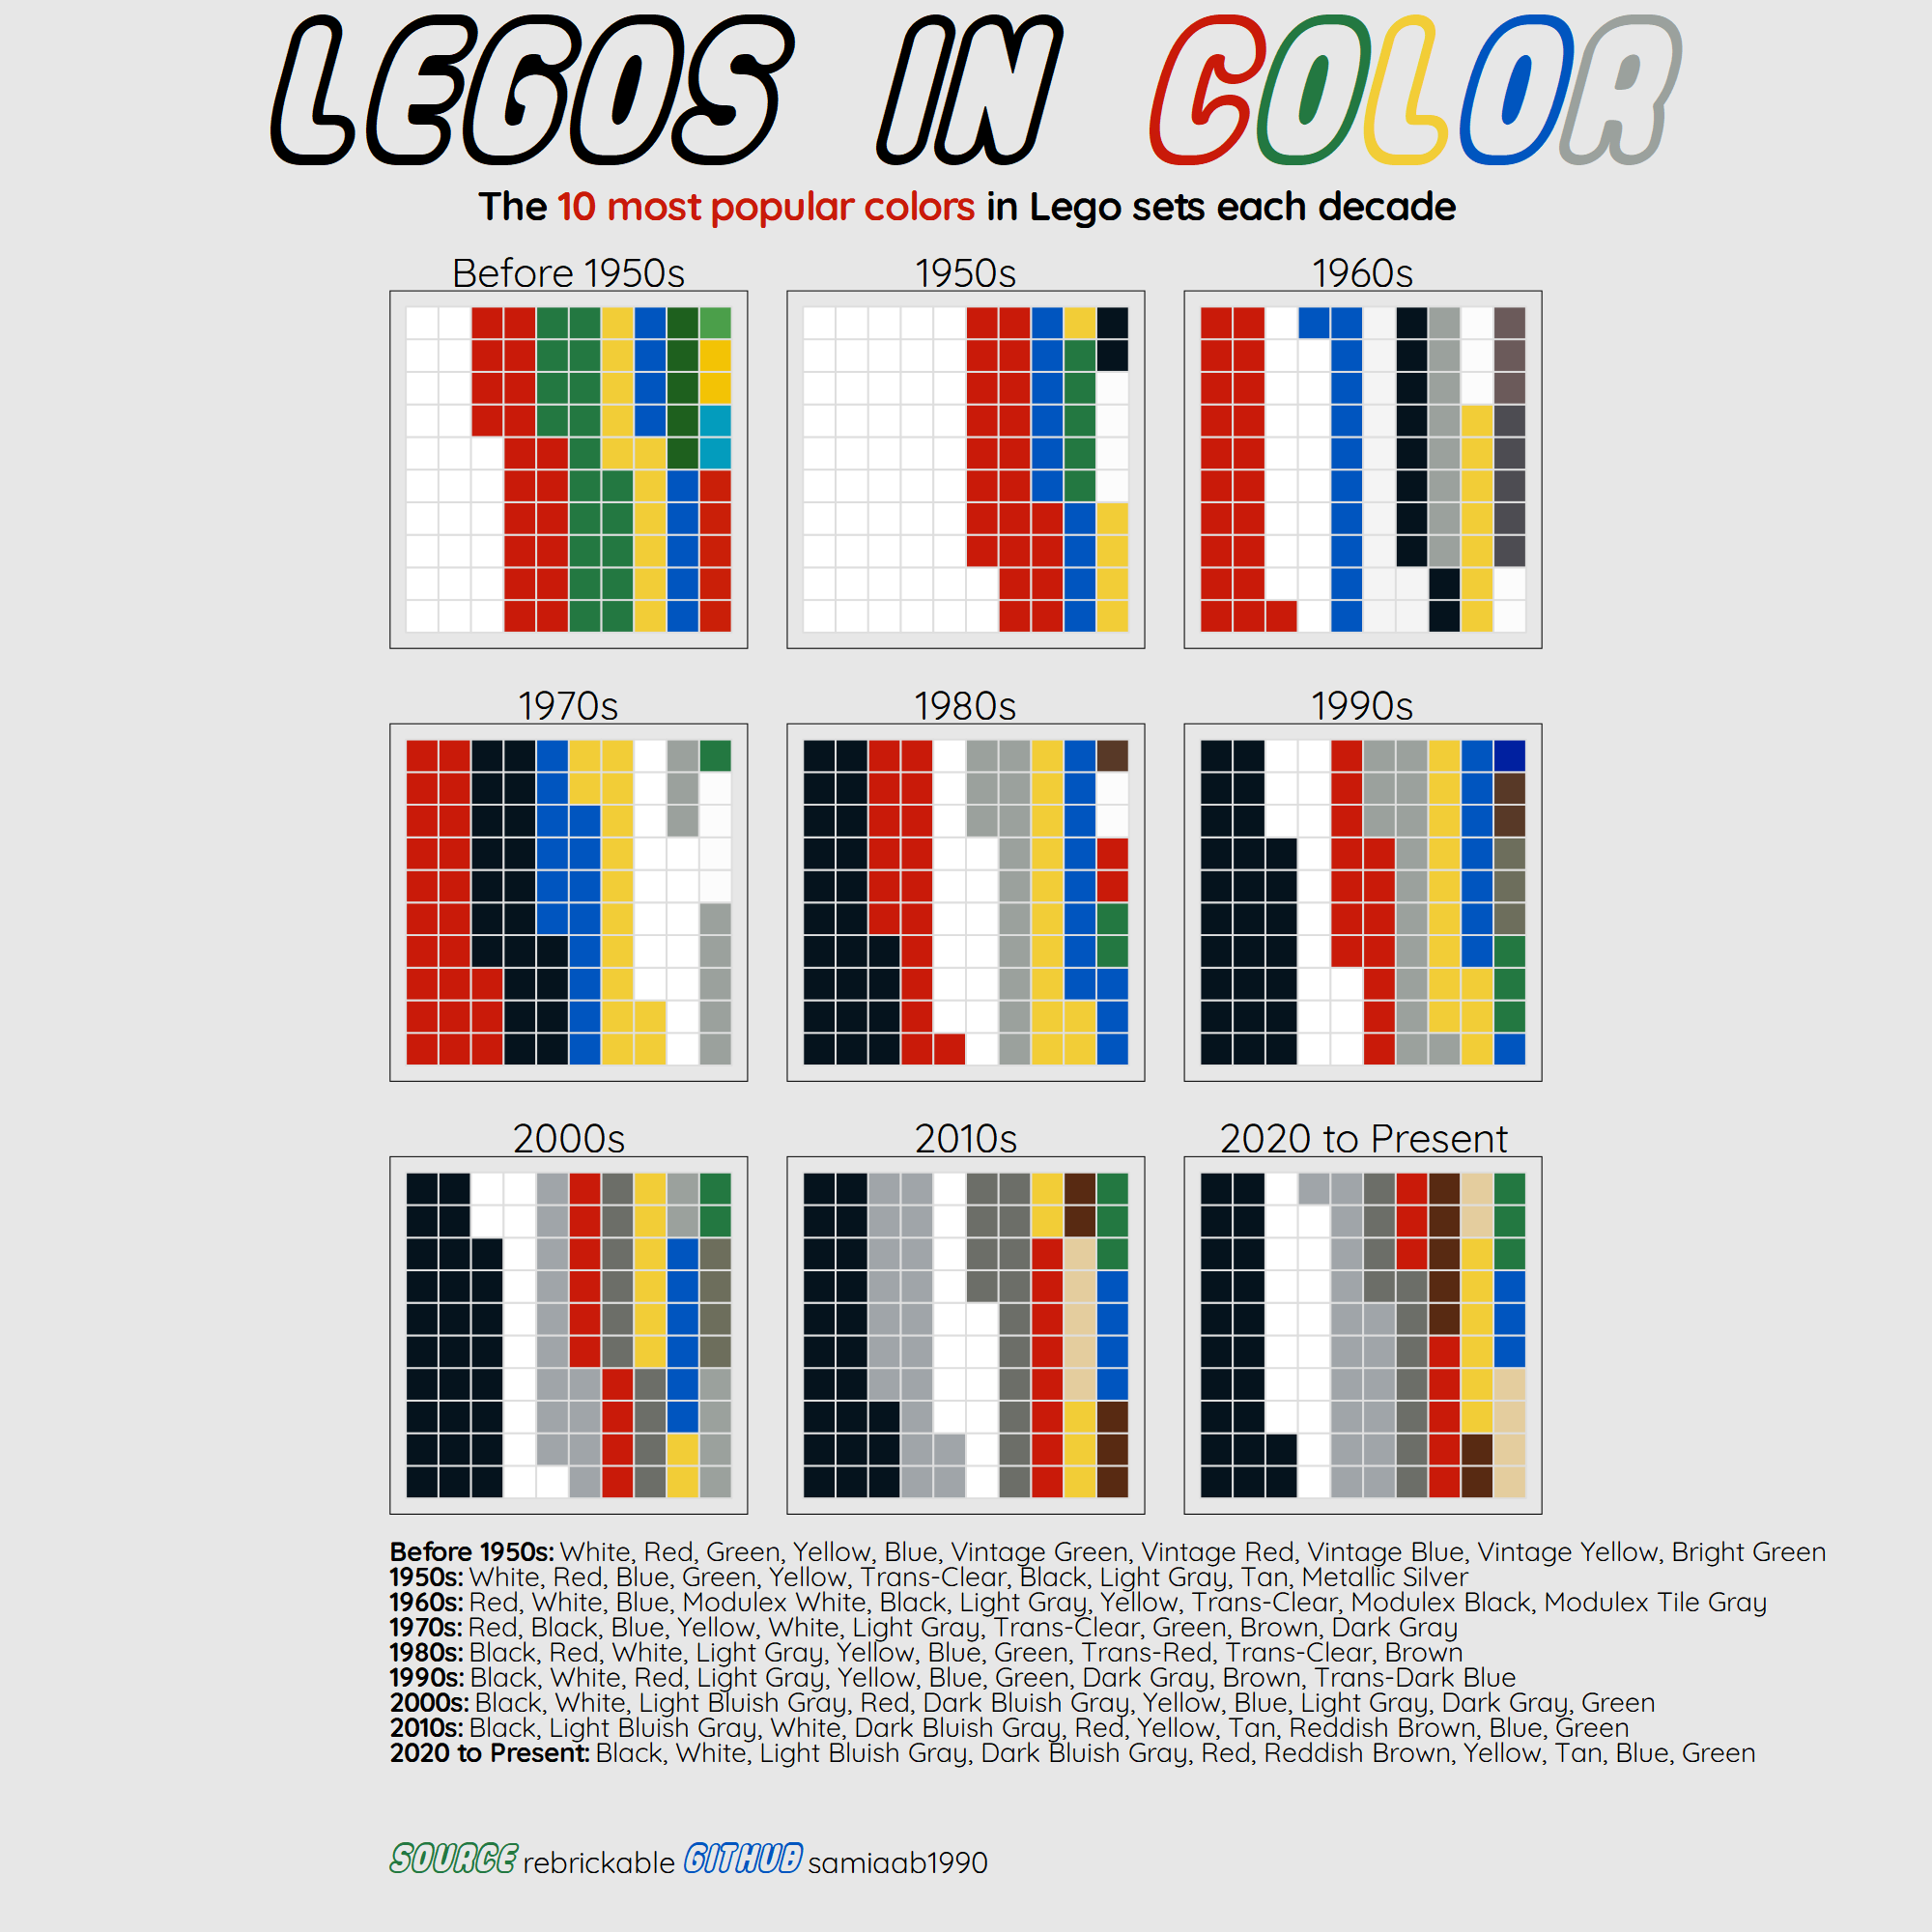 LEGOS IN COLOR
The 10 most popular colors in Lego sets each decade
Before 1950s
1950s
1960s
1970s
1980s
1990s
2000s
2010s
2020 to Present
Before 1950s: White, Red, Green, Yellow, Blue, Vintage Green, Vintage Red, Vintage Blue, Vintage Yellow, Bright Green
1950s: White, Red, Blue, Green, Yellow, Trans-Clear, Black, Light Gray, Tan, Metallic Silver
1960s: Red, White, Blue, Modulex White, Black, Light Gray, Yellow, Trans-Clear, Modulex Black, Modulex Tile Gray
1970s: Red, Black, Blue, Yellow, White, Light Gray, Trans-Clear, Green, Brown, Dark Gray
1980s: Black, Red, White, Light Gray, Yellow, Blue, Green, Trans-Red, Trans-Clear, Brown
1990s: Black, White, Red, Light Gray, Yellow, Blue, Green, Dark Gray, Brown, Trans-Dark Blue
2000s: Black, White, Light Bluish Gray, Red, Dark Bluish Gray, Yellow, Blue, Light Gray, Dark Gray, Green
2010s: Black, Light Bluish Gray, White, Dark Bluish Gray, Red, Yellow, Tan, Reddish Brown, Blue, Green
2020 to Present: Black, White, Light Bluish Gray, Dark Bluish Gray, Red, Reddish Brown, Yellow, Tan, Blue, Green
SOURCE rebrickable GITHUB samiaab1990